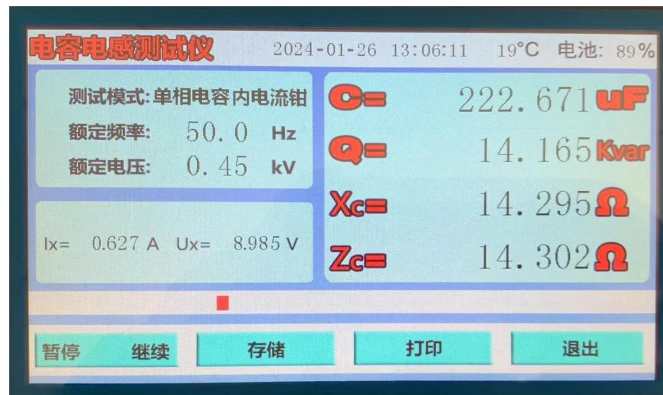 电容电感测试仪 2024-01-26 13:06:11 19°C 电池: 89%
测试模式:单相电容内电流钳
额定频率: 50.0 Hz
额定电压: 0.45 kV
Ix= 0.627 A Ux= 8.985 V
C= 222.671 uF
Q= 14.165 Kvar
Xc= 14.295 Ω
Zc= 14.302 Ω
暂停 继续 存储 打印 退出